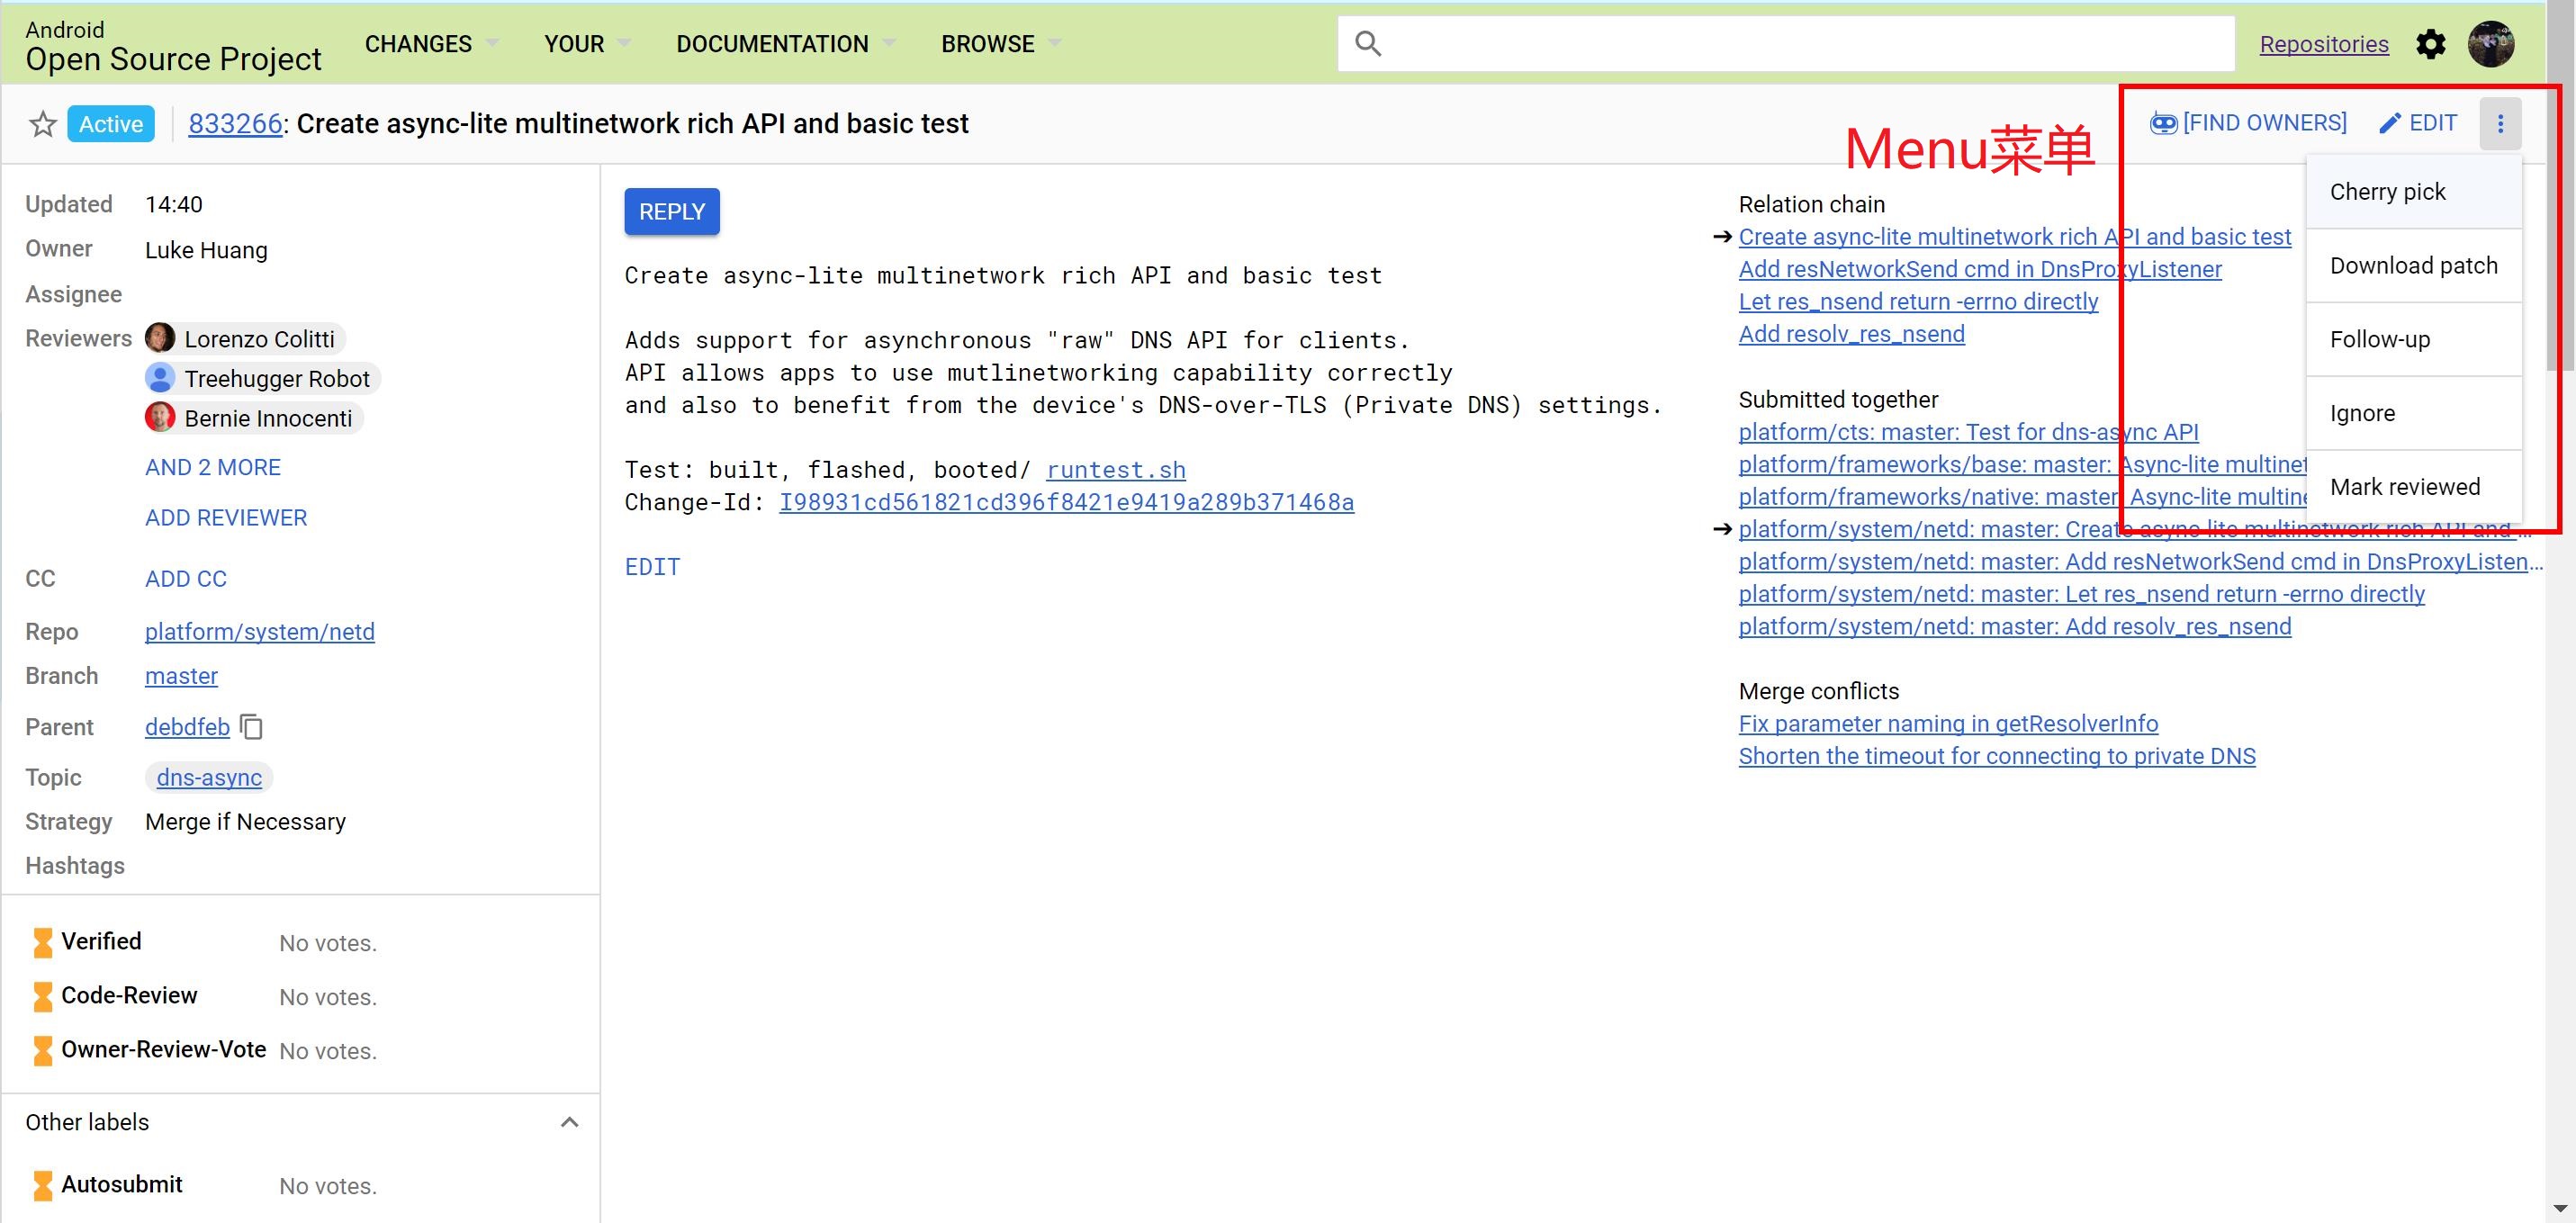 Android
Open Source Project
CHANGES
YOUR
DOCUMENTATION
BROWSE
Repositories
Active
833266: Create async-lite multinetwork rich API and basic test
[FIND OWNERS]
EDIT
Menu菜单
Cherry pick
Download patch
Follow-up
Ignore
Mark reviewed
Updated 14:40
Owner Luke Huang
Assignee
Reviewers Lorenzo Colitti
Treehugger Robot
Bernie Innocenti
AND 2 MORE
ADD REVIEWER
CC ADD CC
Repo platform/system/netd
Branch master
Parent debdfeb
Topic dns-async
Strategy Merge if Necessary
Hashtags
Verified No votes.
Code-Review No votes.
Owner-Review-Vote No votes.
Other labels
Autosubmit No votes.
REPLY
Create async-lite multinetwork rich API and basic test
Adds support for asynchronous "raw" DNS API for clients.
API allows apps to use mutlinetworking capability correctly
and also to benefit from the device's DNS-over-TLS (Private DNS) settings.
Test: built, flashed, booted/ runtest.sh
Change-Id: I98931cd561821cd396f8421e9419a289b371468a
EDIT
Relation chain
➔ Create async-lite multinetwork rich API and basic test
Add resNetworkSend cmd in DnsProxyListener
Let res_nsend return -errno directly
Add resolv_res_nsend
Submitted together
platform/cts: master: Test for dns-async API
platform/frameworks/base: master: Async-lite multinet
platform/frameworks/native: master: Async-lite multine
➔ platform/system/netd: master: Create async-lite multinetwork rich API and ...
platform/system/netd: master: Add resNetworkSend cmd in DnsProxyListen...
platform/system/netd: master: Let res_nsend return -errno directly
platform/system/netd: master: Add resolv_res_nsend
Merge conflicts
Fix parameter naming in getResolverInfo
Shorten the timeout for connecting to private DNS